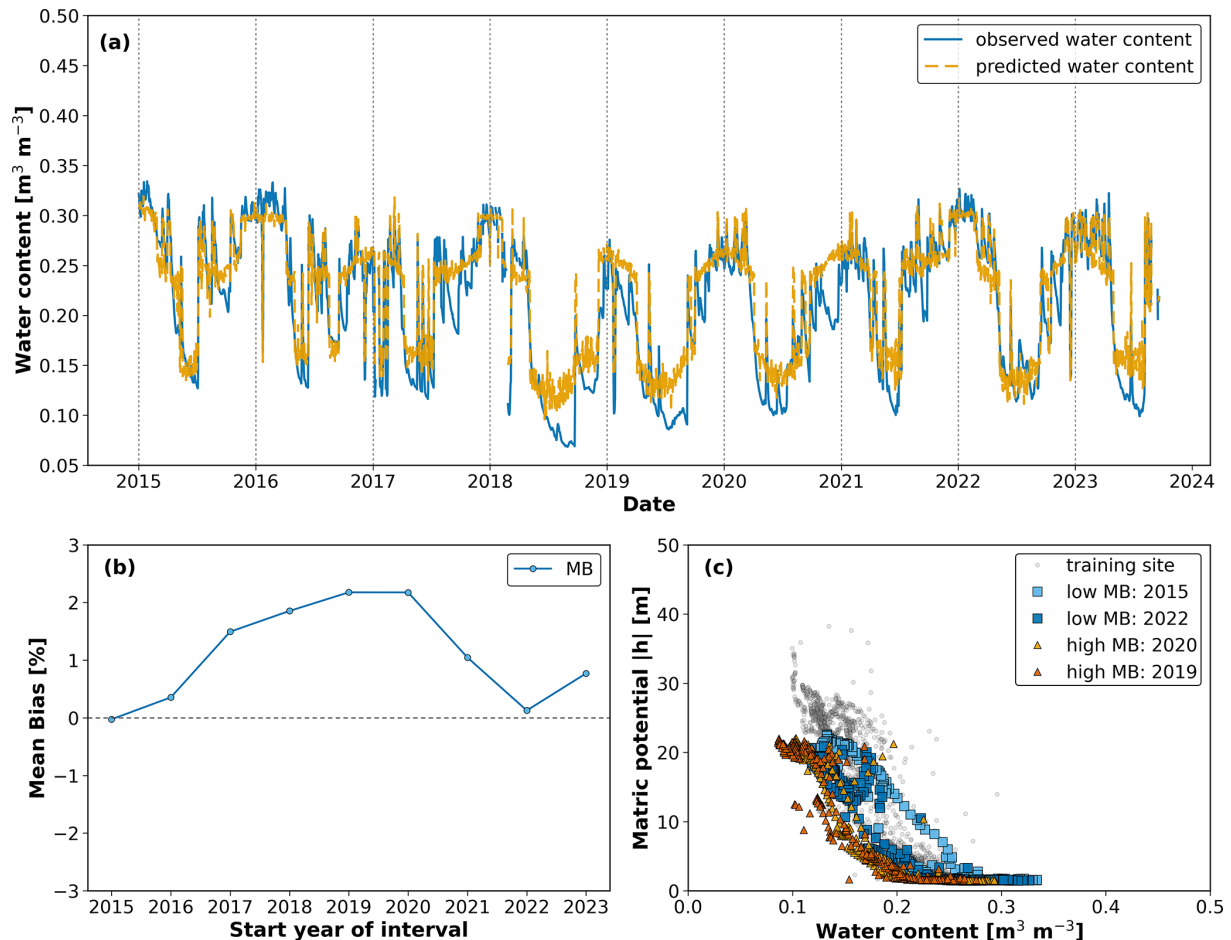 (a)
observed water content
predicted water content
Water content [m³ m⁻³]
0.50
0.45
0.40
0.35
0.30
0.25
0.20
0.15
0.10
0.05
2015 2016 2017 2018 2019 2020 2021 2022 2023 2024
Date
(b)
MB
Mean Bias [%]
3
2
1
0
−1
−2
−3
2015 2016 2017 2018 2019 2020 2021 2022 2023
Start year of interval
(c)
training site
low MB: 2015
low MB: 2022
high MB: 2020
high MB: 2019
Matric potential |h| [m]
50
40
30
20
10
0
0.0 0.1 0.2 0.3 0.4 0.5
Water content [m³ m⁻³]